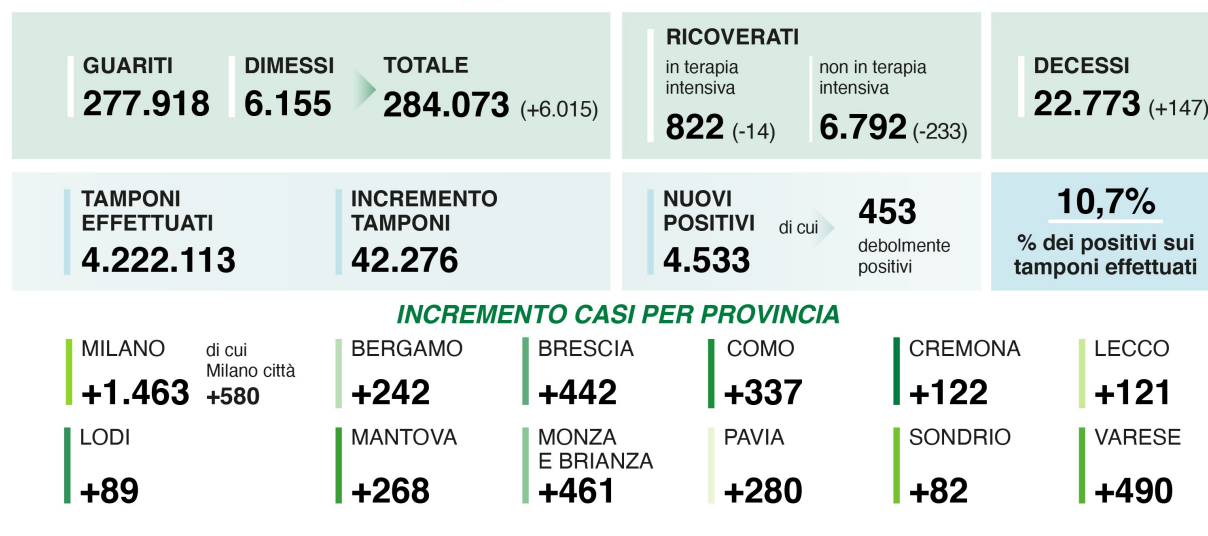 GUARITI
277.918
DIMESSI
6.155
TOTALE
284.073 (+6.015)
RICOVERATI
in terapia
intensiva
822 (-14)
non in terapia
intensiva
6.792 (-233)
DECESSI
22.773 (+147)
TAMPONI
EFFETTUATI
4.222.113
INCREMENTO
TAMPONI
42.276
NUOVI
POSITIVI
4.533
di cui
453
debolmente
positivi
10,7%
% dei positivi sui
tamponi effettuati
INCREMENTO CASI PER PROVINCIA
MILANO
+1.463
di cui
Milano città
+580
BERGAMO
+242
BRESCIA
+442
COMO
+337
CREMONA
+122
LECCO
+121
LODI
+89
MANTOVA
+268
MONZA
E BRIANZA
+461
PAVIA
+280
SONDRIO
+82
VARESE
+490